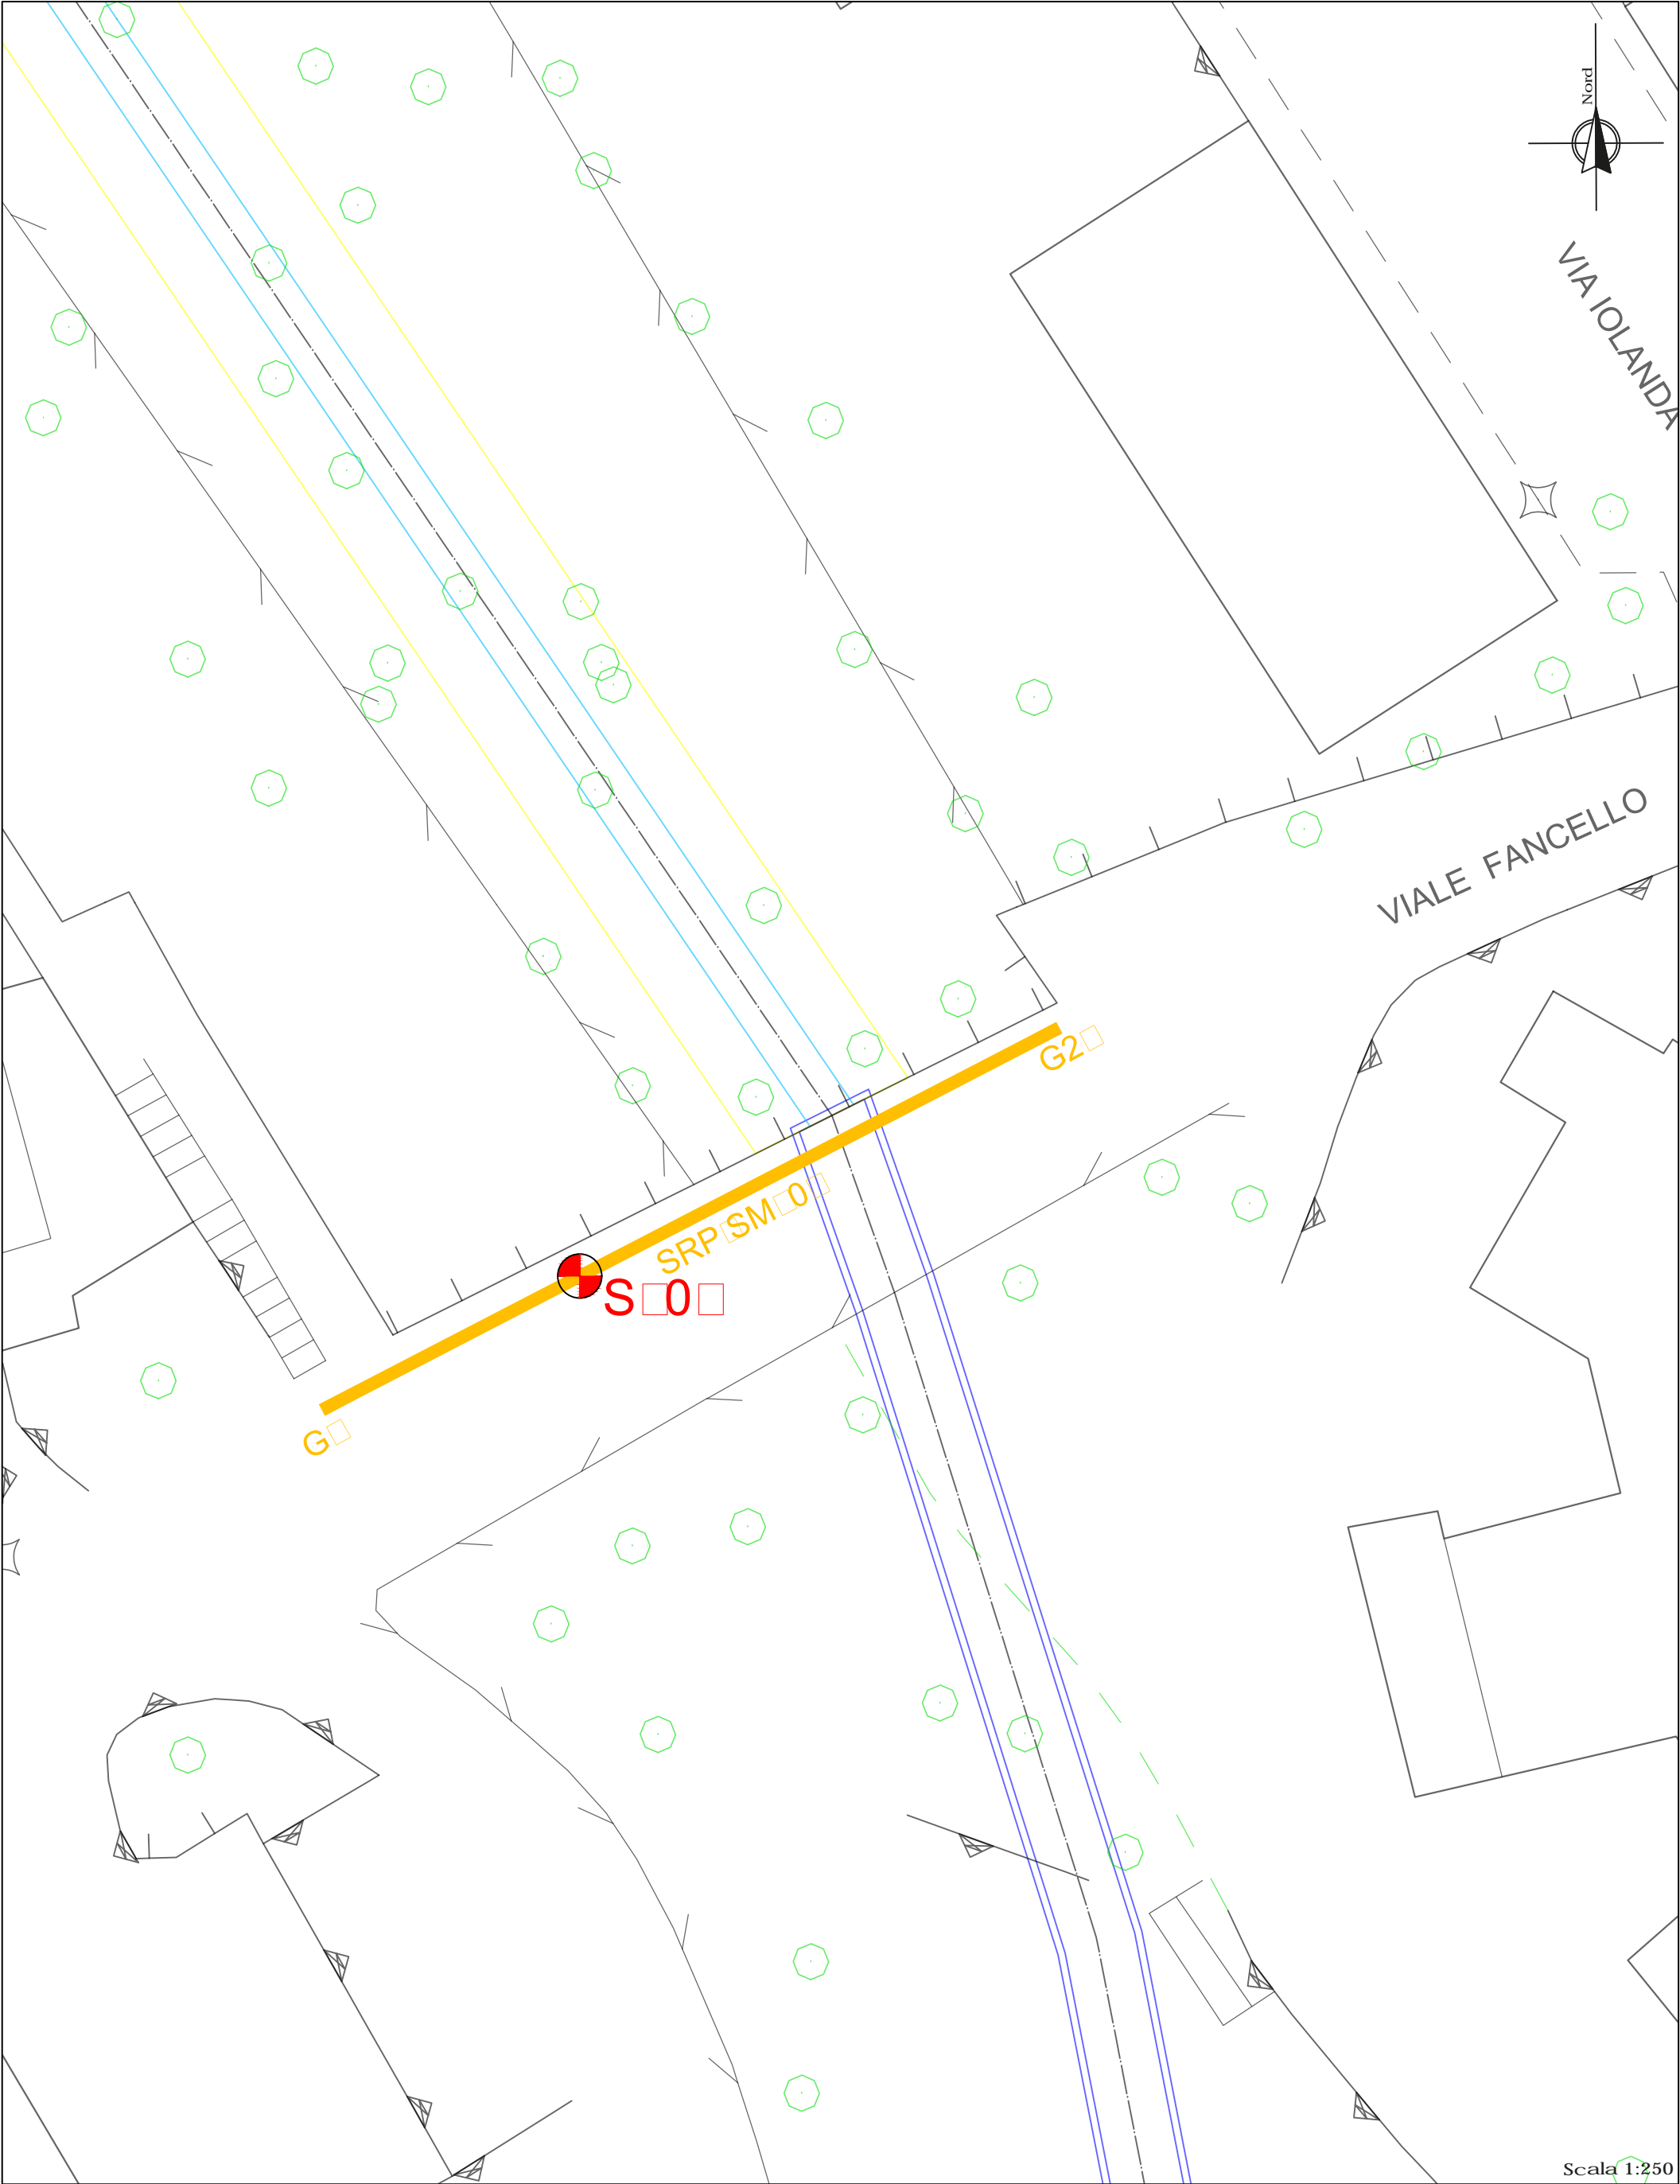 Nord
VIA IOLANDA
VIALE FANCELLO
G2□
SRP□SM□0□
S□0□
G□
Scala 1:250